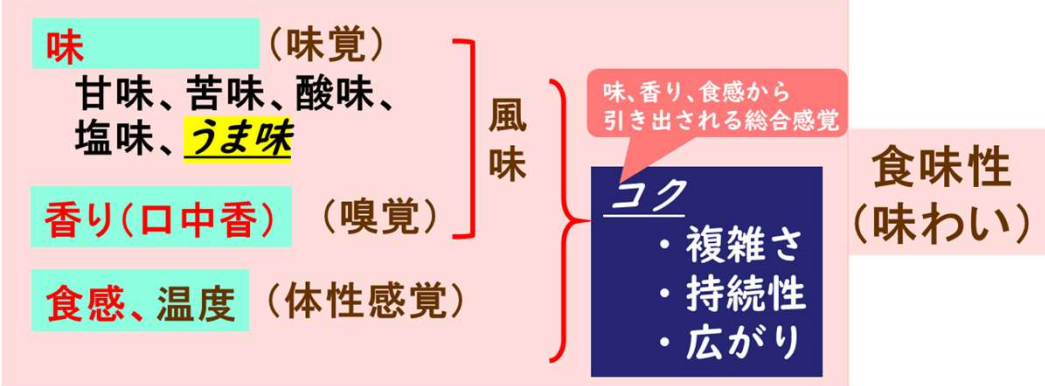 味 (味覚)
甘味、苦味、酸味、
塩味、うま味
香り(口中香) (嗅覚)
食感、温度 (体性感覚)
風味
味、香り、食感から
引き出される総合感覚
コク
・複雑さ
・持続性
・広がり
食味性
(味わい)